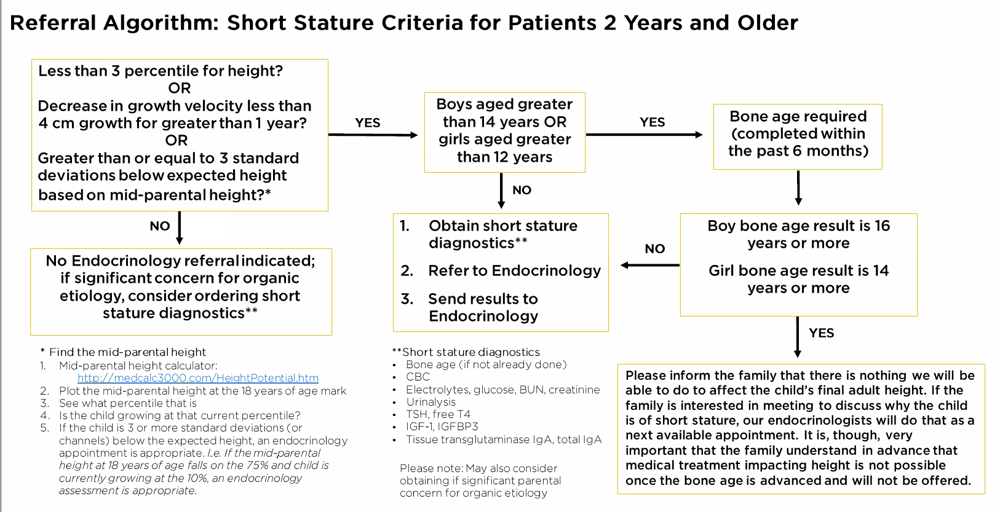 Referral Algorithm: Short Stature Criteria for Patients 2 Years and Older
Less than 3 percentile for height?
OR
Decrease in growth velocity less than
4 cm growth for greater than 1 year?
OR
Greater than or equal to 3 standard
deviations below expected height
based on mid-parental height?*
YES
Boys aged greater
than 14 years OR
girls aged greater
than 12 years
YES
Bone age required
(completed within
the past 6 months)
NO
NO
No Endocrinology referral indicated;
if significant concern for organic
etiology, consider ordering short
stature diagnostics**
1. Obtain short stature
diagnostics**
2. Refer to Endocrinology
3. Send results to
Endocrinology
NO
Boy bone age result is 16
years or more
Girl bone age result is 14
years or more
YES
* Find the mid-parental height
1. Mid-parental height calculator:
http://medcalc3000.com/HeightPotential.htm
2. Plot the mid-parental height at the 18 years of age mark
3. See what percentile that is
4. Is the child growing at that current percentile?
5. If the child is 3 or more standard deviations (or
channels) below the expected height, an endocrinology
appointment is appropriate. I.e. If the mid-parental
height at 18 years of age falls on the 75% and child is
currently growing at the 10%, an endocrinology
assessment is appropriate.
**Short stature diagnostics
• Bone age (if not already done)
• CBC
• Electrolytes, glucose, BUN, creatinine
• Urinalysis
• TSH, free T4
• IGF-1, IGFBP3
• Tissue transglutaminase IgA, total IgA
Please note: May also consider
obtaining if significant parental
concern for organic etiology
Please inform the family that there is nothing we will be
able to do to affect the child's final adult height. If the
family is interested in meeting to discuss why the child
is of short stature, our endocrinologists will do that as a
next available appointment. It is, though, very
important that the family understand in advance that
medical treatment impacting height is not possible
once the bone age is advanced and will not be offered.